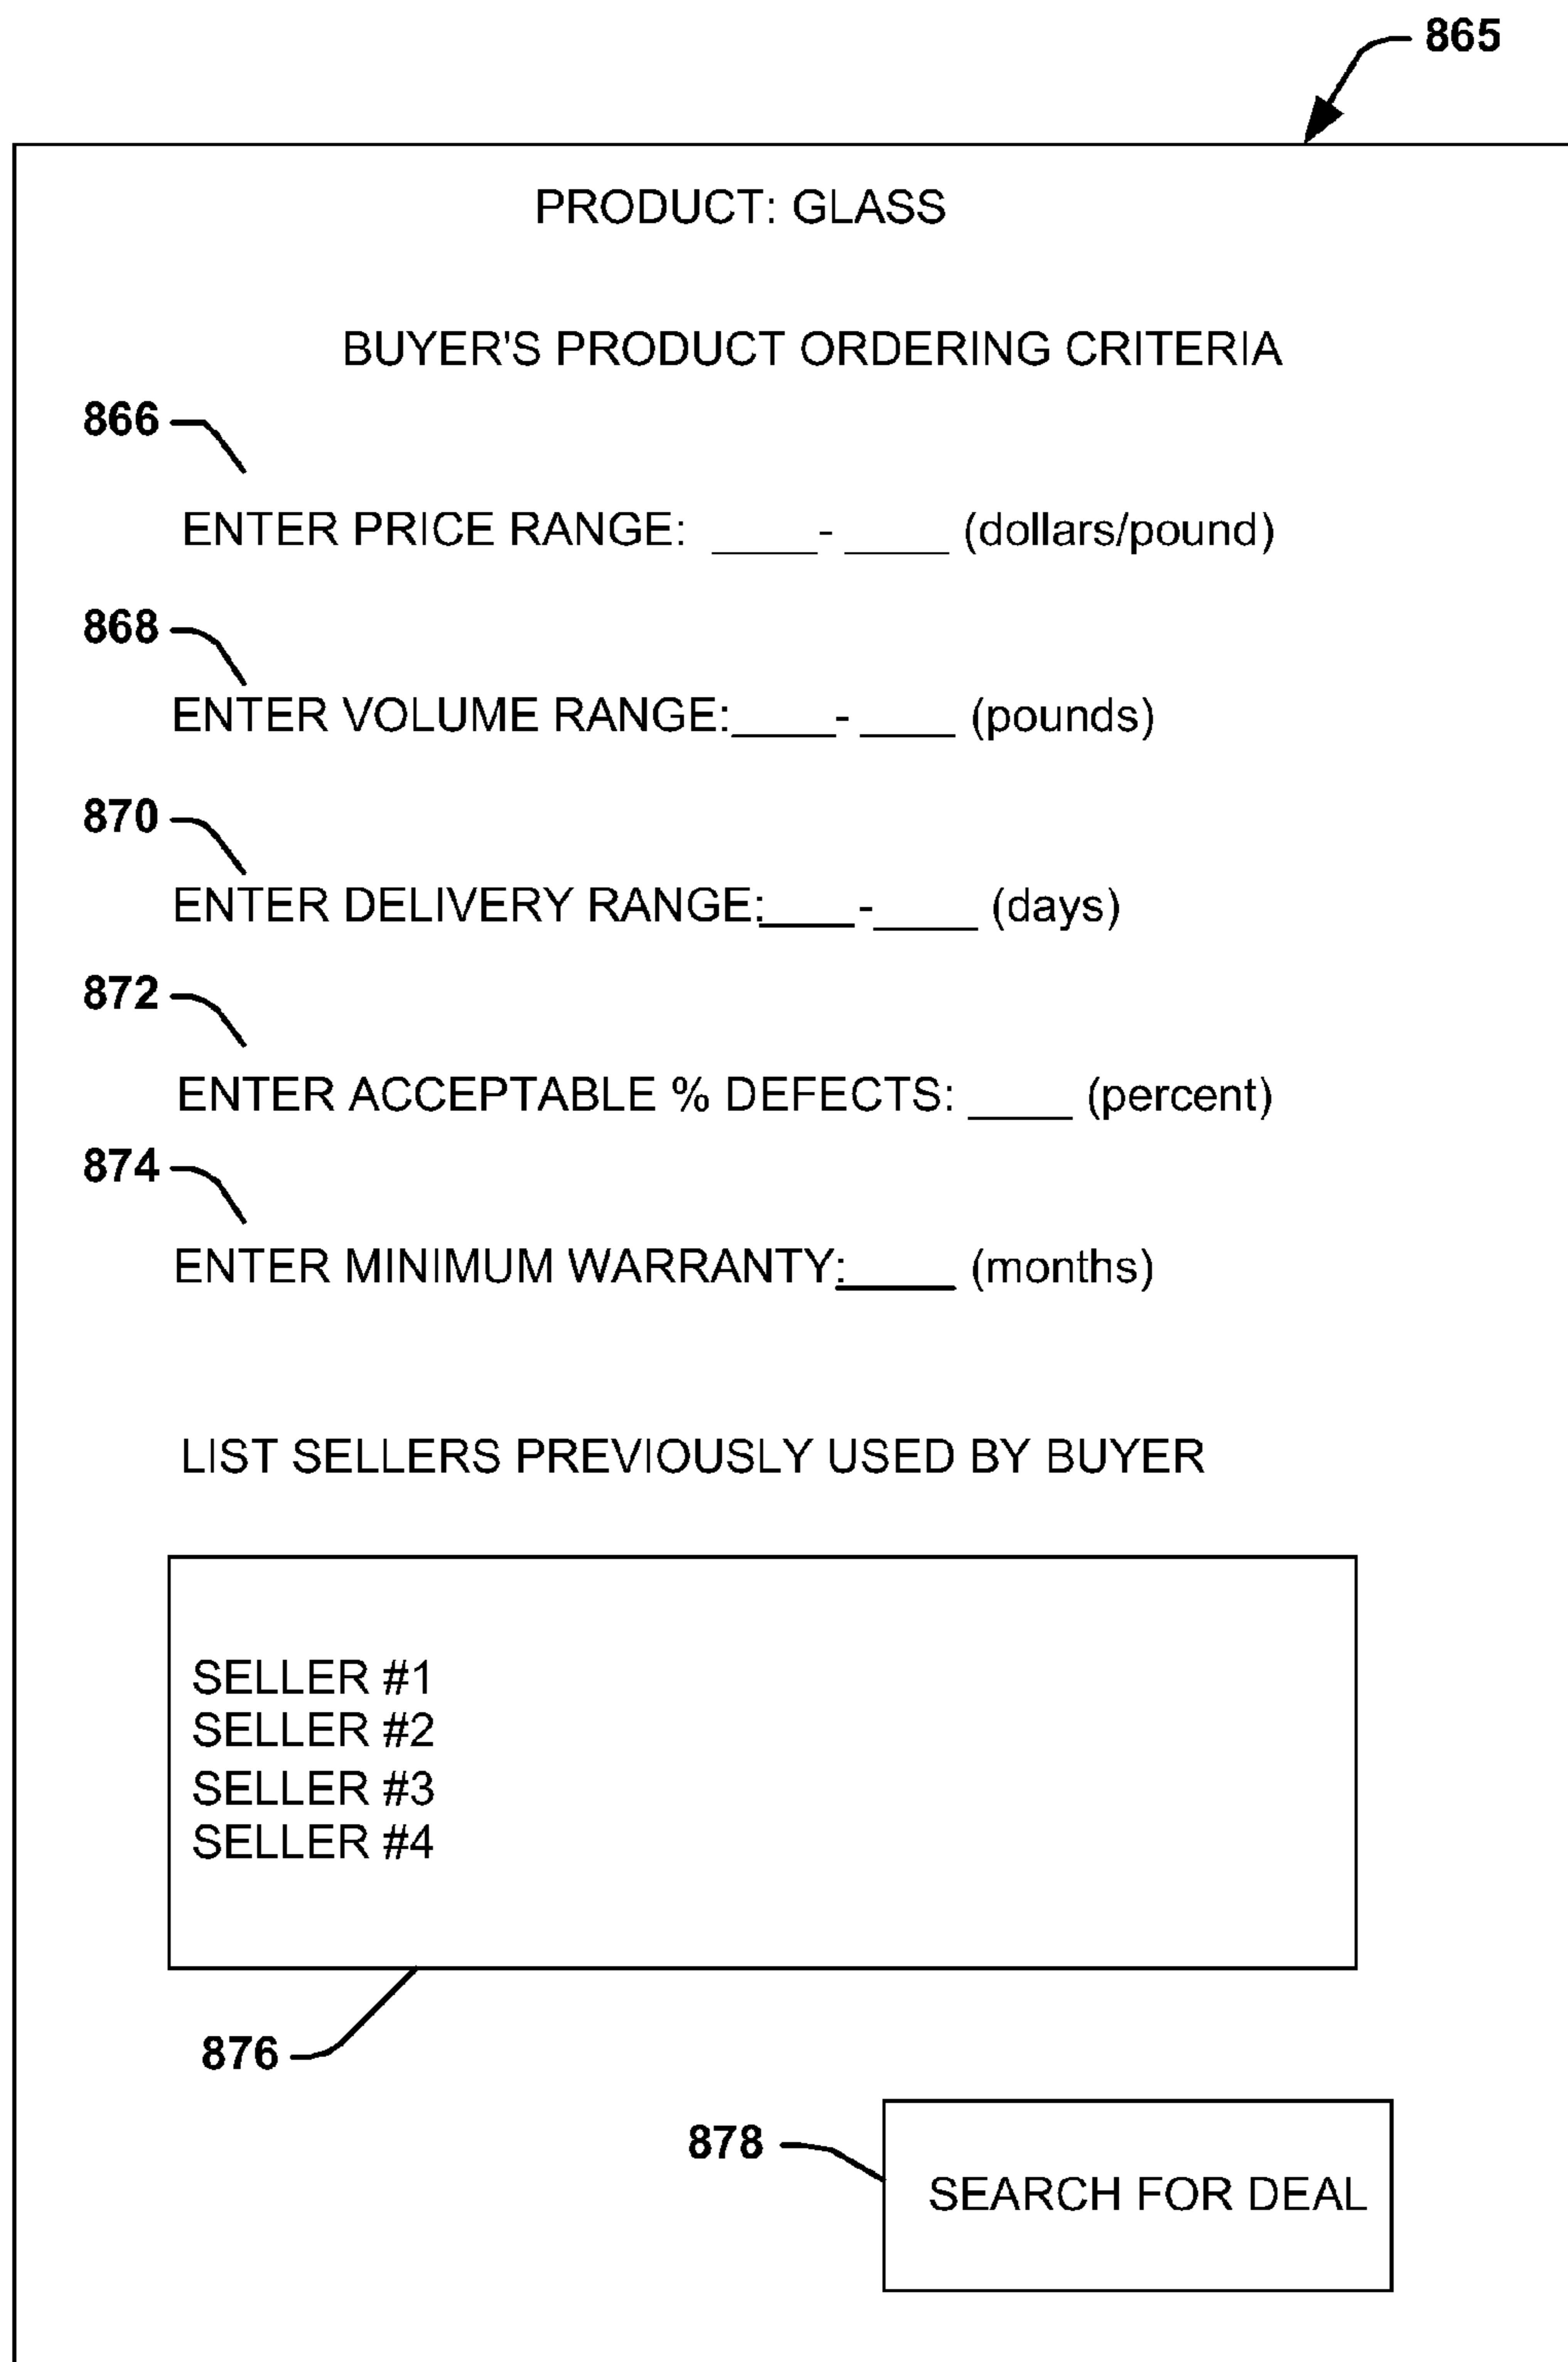 865
PRODUCT: GLASS
BUYER'S PRODUCT ORDERING CRITERIA
866
ENTER PRICE RANGE: ____- ____ (dollars/pound)
868
ENTER VOLUME RANGE:____- ____ (pounds)
870
ENTER DELIVERY RANGE:____-____ (days)
872
ENTER ACCEPTABLE % DEFECTS: ____ (percent)
874
ENTER MINIMUM WARRANTY:____ (months)
LIST SELLERS PREVIOUSLY USED BY BUYER
SELLER #1
SELLER #2
SELLER #3
SELLER #4
876
878
SEARCH FOR DEAL